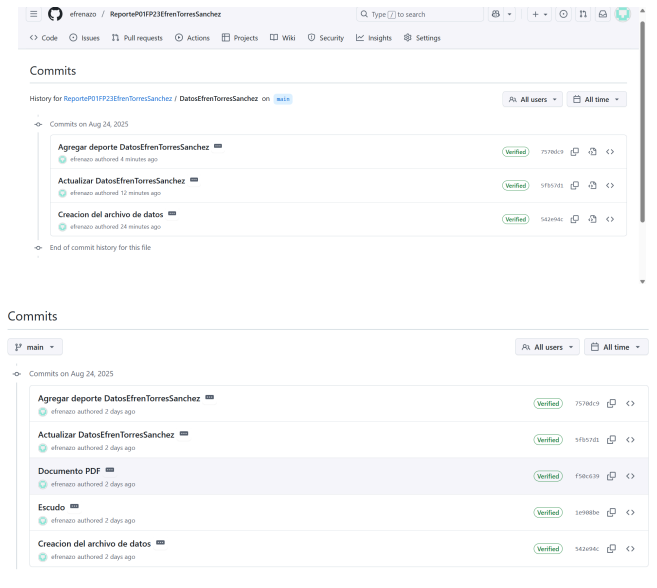 efrenazo / ReporteP01FP23EfrenTorresSanchez
Type / to search
Code Issues Pull requests Actions Projects Wiki Security Insights Settings
Commits
History for ReporteP01FP23EfrenTorresSanchez / DatosEfrenTorresSanchez on main
All users All time
Commits on Aug 24, 2025
Agregar deporte DatosEfrenTorresSanchez
efrenazo authored 4 minutes ago
Verified 7570dc9
Actualizar DatosEfrenTorresSanchez
efrenazo authored 12 minutes ago
Verified 5fb57d1
Creacion del archivo de datos
efrenazo authored 24 minutes ago
Verified 542e94c
End of commit history for this file
Commits
main
All users All time
Commits on Aug 24, 2025
Agregar deporte DatosEfrenTorresSanchez
efrenazo authored 2 days ago
Verified 7570dc9
Actualizar DatosEfrenTorresSanchez
efrenazo authored 2 days ago
Verified 5fb57d1
Documento PDF
efrenazo authored 2 days ago
Verified f50c639
Escudo
efrenazo authored 2 days ago
Verified 1e908be
Creacion del archivo de datos
efrenazo authored 2 days ago
Verified 542e94c